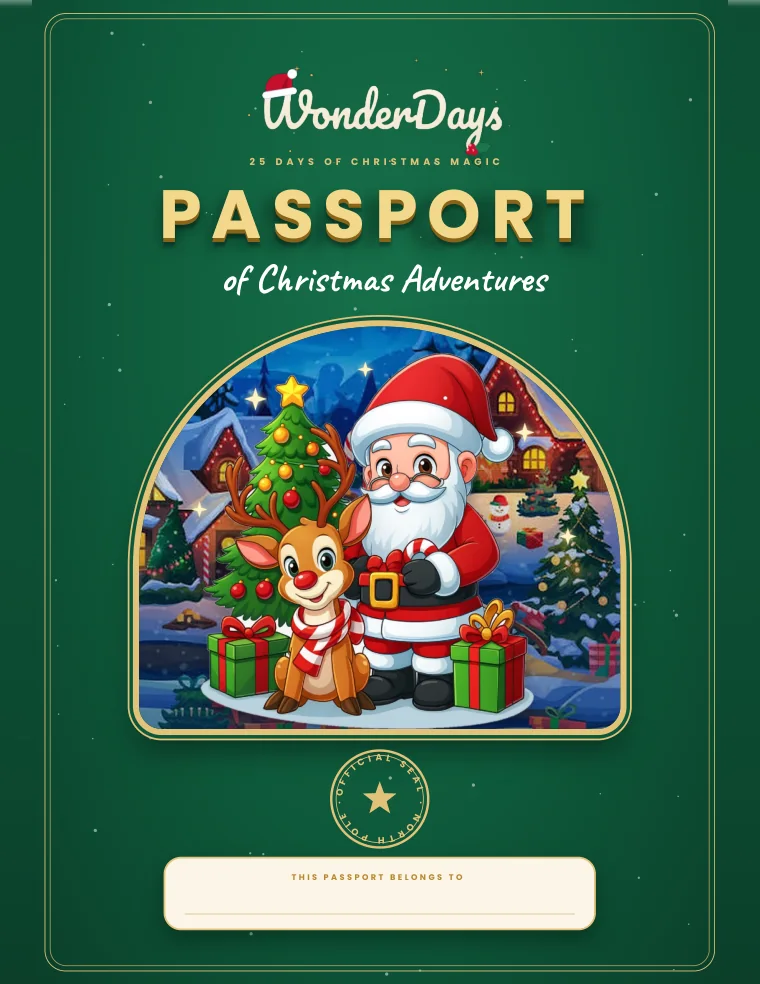 WonderDays
25 DAYS OF CHRISTMAS MAGIC
PASSPORT
of Christmas Adventures
OFFICIAL SEAL · NORTH POLE ·
THIS PASSPORT BELONGS TO